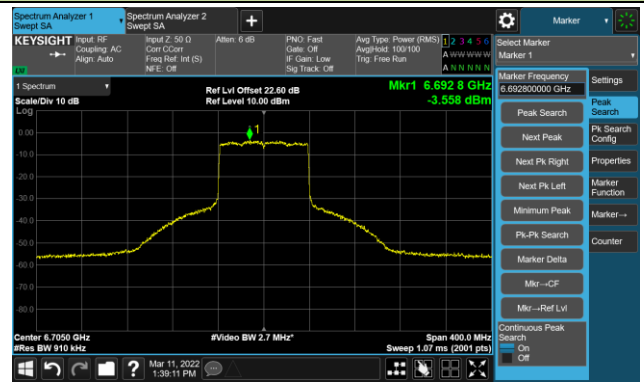 Spectrum Analyzer 1
Swept SA
Spectrum Analyzer 2
Swept SA
+
Marker
KEYSIGHT
Input: RF
Coupling: AC
Align: Auto
Input Z: 50 Ω
Corr CCorr
Freq Ref: Int (S)
NFE: Off
Atten: 6 dB
PNO: Fast
Gate: Off
IF Gain: Low
Sig Track: Off
Avg Type: Power (RMS)
Avg|Hold: 100/100
Trig: Free Run
1 2 3 4 5 6
A W W W W W
A N N N N N
Select Marker
Marker 1
1 Spectrum
Scale/Div 10 dB
Log
Ref Lvl Offset 22.60 dB
Ref Level 10.00 dBm
Mkr1 6.692 8 GHz
-3.558 dBm
1
0.00
-10.0
-20.0
-30.0
-40.0
-50.0
-60.0
-70.0
-80.0
Center 6.7050 GHz
#Res BW 910 kHz
#Video BW 2.7 MHz*
Span 400.0 MHz
Sweep 1.07 ms (2001 pts)
Marker Frequency
6.692800000 GHz
Peak Search
Next Peak
Next Pk Right
Next Pk Left
Minimum Peak
Pk-Pk Search
Marker Delta
Mkr→CF
Mkr→Ref Lvl
Continuous Peak
Search
On
Off
Settings
Peak
Search
Pk Search
Config
Properties
Marker
Function
Marker→
Counter
?
Mar 11, 2022
1:39:11 PM